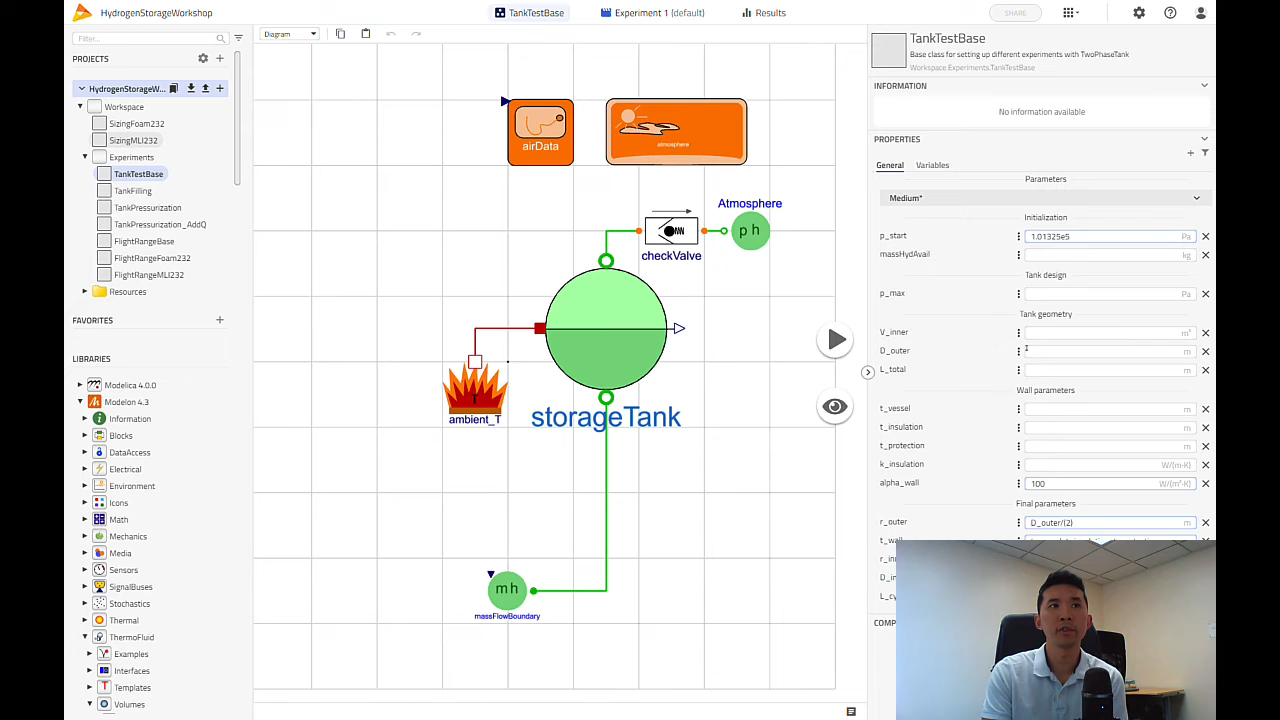 HydrogenStorageWorkshop
TankTestBase
Experiment 1 (default)
Results
SHARE
Filter...
Diagram
PROJECTS
HydrogenStorageW...
Workspace
SizingFoam232
SizingMLI232
Experiments
TankTestBase
TankFilling
TankPressurization
TankPressurization_AddQ
FlightRangeBase
FlightRangeFoam232
FlightRangeMLI232
Resources
FAVORITES
LIBRARIES
Modelica 4.0.0
Modelon 4.3
Information
Blocks
DataAccess
Electrical
Environment
Icons
Math
Mechanics
Media
Sensors
SignalBuses
Stochastics
Thermal
ThermoFluid
Examples
Interfaces
Templates
Volumes
airData
atmosphere
Atmosphere
p h
checkValve
T
ambient_T
storageTank
m h
massFlowBoundary
TankTestBase
Base class for setting up different experiments with TwoPhaseTank
Workspace.Experiments.TankTestBase
INFORMATION
No information available
PROPERTIES
General Variables
Parameters
Medium*
Initialization
p_start 1.01325e5 Pa
massHydAvail kg
Tank design
p_max Pa
Tank geometry
V_inner m³
D_outer m
L_total m
Wall parameters
t_vessel m
t_insulation m
t_protection m
k_insulation W/(m·K)
alpha_wall 100 W/(m²·K)
Final parameters
r_outer D_outer/(2) m